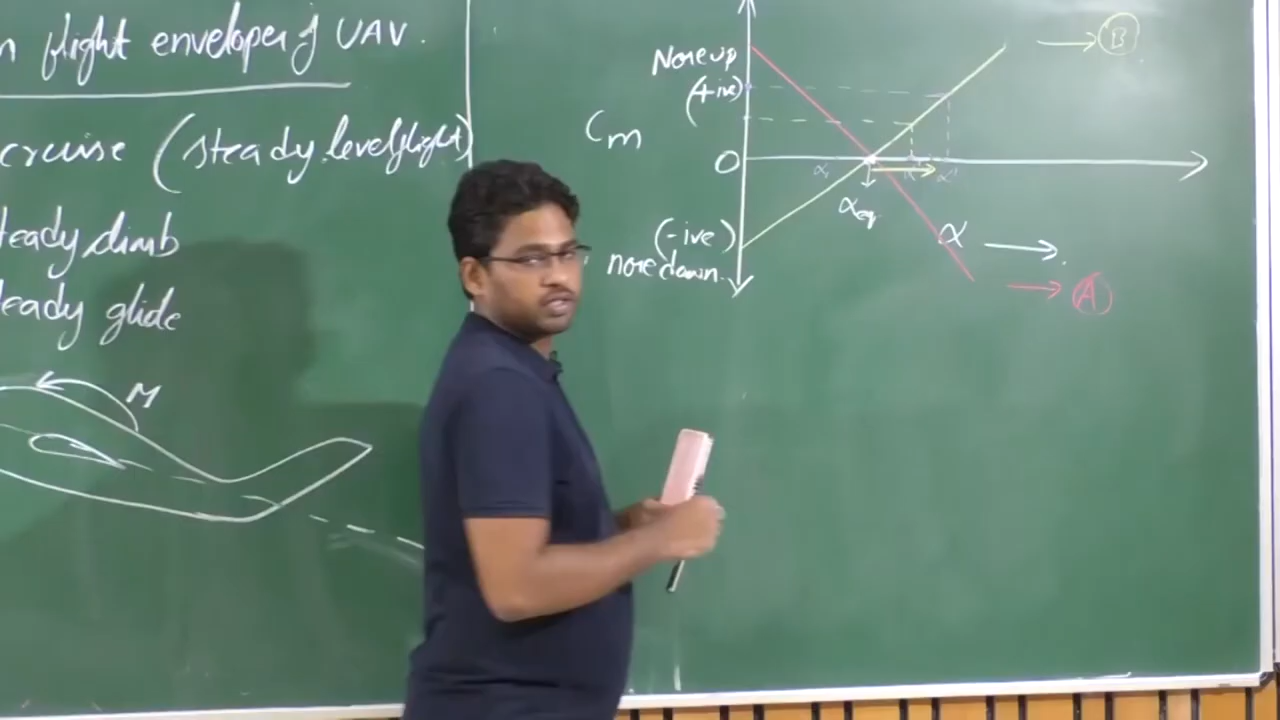 n flight envelope of UAV.
cruise (steady level flight)
teady climb
teady glide
M
Nose up
(+ive)
Cm
0
(-ive)
nose down
α₁
α'
αeq
α
B
A